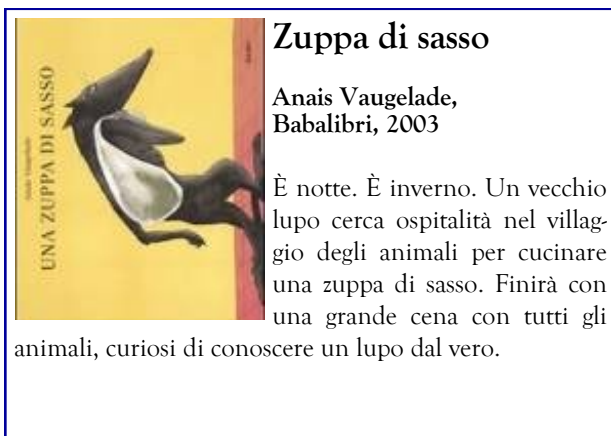 UNA ZUPPA DI SASSO
Zuppa di sasso
Anais Vaugelade,
Babalibri, 2003
È notte. È inverno. Un vecchio
lupo cerca ospitalità nel villag-
gio degli animali per cucinare
una zuppa di sasso. Finirà con
una grande cena con tutti gli
animali, curiosi di conoscere un lupo dal vero.